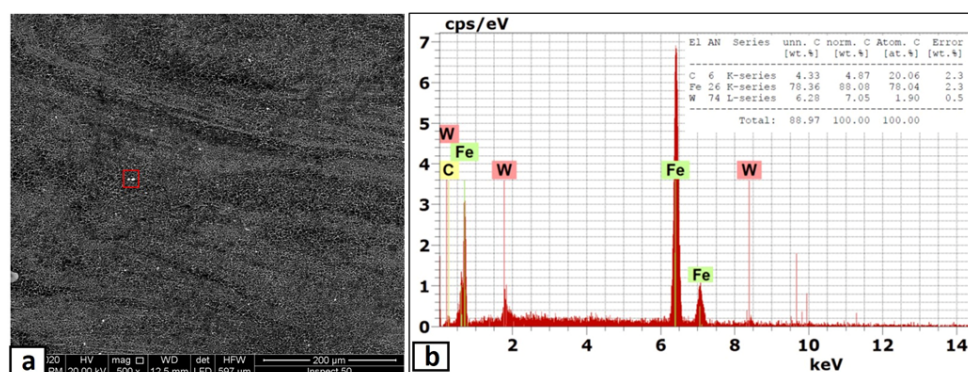 a
020 HV mag □ WD det HFW 200 µm
PM 20.00 kV 500 x 12.5 mm LFD 597 µm Inspect 50
b
cps/eV
7
6
5
4
3
2
1
0
2 4 6 8 10 12 14
keV
El AN Series unn. C norm. C Atom. C Error
[wt.%] [wt.%] [at.%] [wt.%]
C 6 K-series 4.33 4.87 20.06 2.3
Fe 26 K-series 78.36 88.08 78.04 2.3
W 74 L-series 6.28 7.05 1.90 0.5
Total: 88.97 100.00 100.00
W
Fe
C
W
Fe
W
Fe